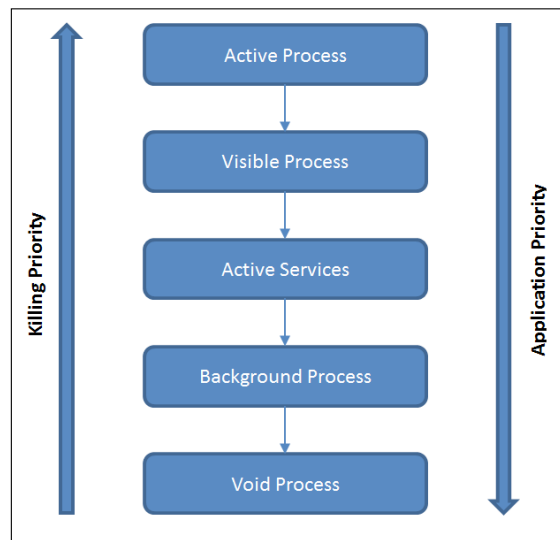 Active Process
Visible Process
Active Services
Background Process
Void Process
Killing Priority
Application Priority